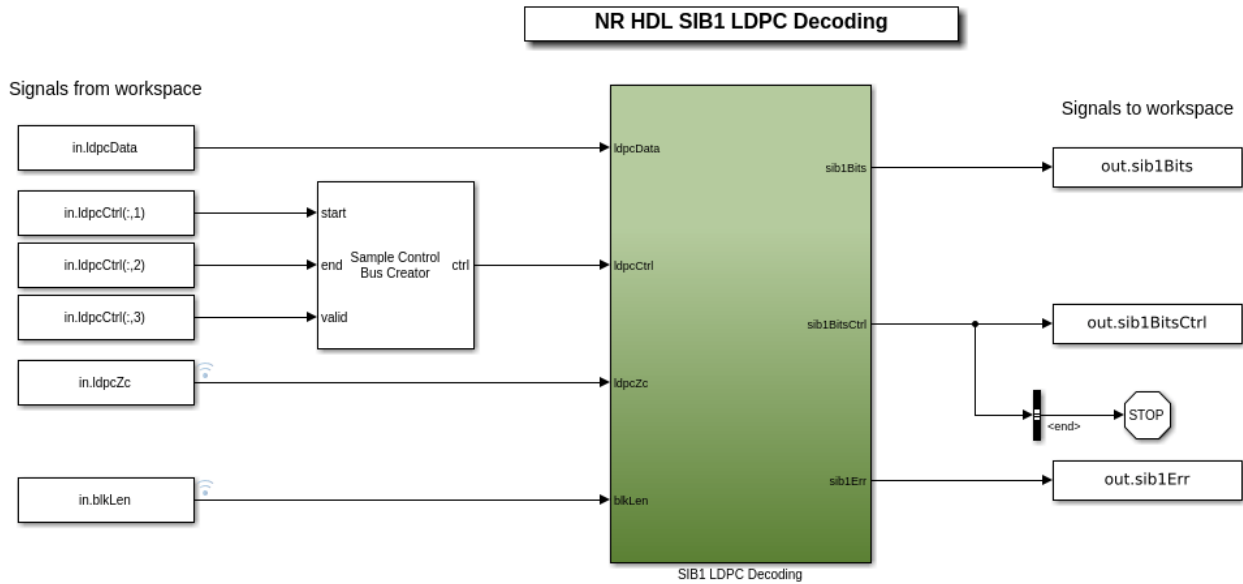 NR HDL SIB1 LDPC Decoding
Signals from workspace
Signals to workspace
in.ldpcData
ldpcData
sib1Bits
out.sib1Bits
in.ldpcCtrl(:,1)
start
in.ldpcCtrl(:,2)
end
Sample Control
Bus Creator
ctrl
ldpcCtrl
in.ldpcCtrl(:,3)
valid
sib1BitsCtrl
out.sib1BitsCtrl
in.ldpcZc
ldpcZc
STOP
<end>
in.blkLen
blkLen
sib1Err
out.sib1Err
SIB1 LDPC Decoding